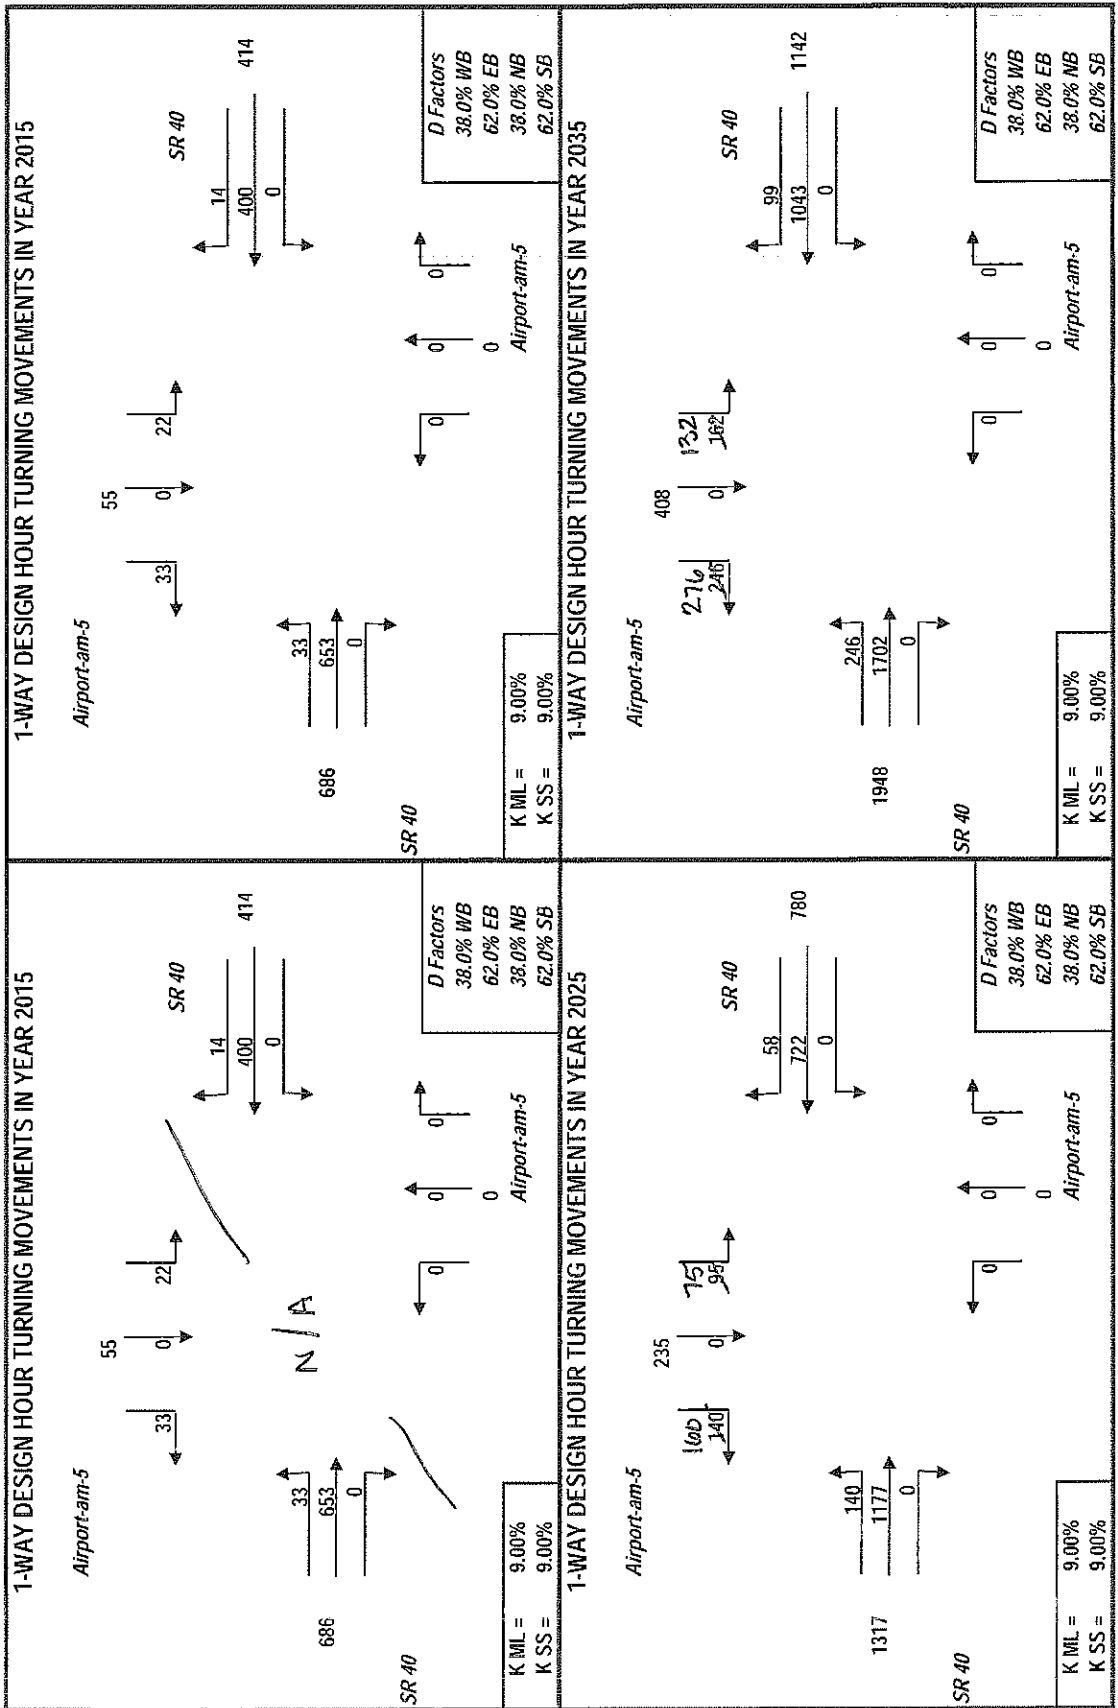 1-WAY DESIGN HOUR TURNING MOVEMENTS IN YEAR 2015
Airport-am-5
55
33
0
22
SR 40
14
400
0
414
N/A
686
33
653
0
SR 40
0
0
0
0
Airport-am-5
K ML = 9.00%
K SS = 9.00%
D Factors
38.0% WB
62.0% EB
38.0% NB
62.0% SB
1-WAY DESIGN HOUR TURNING MOVEMENTS IN YEAR 2015
Airport-am-5
55
33
0
22
SR 40
14
400
0
414
686
33
653
0
SR 40
0
0
0
0
Airport-am-5
K ML = 9.00%
K SS = 9.00%
D Factors
38.0% WB
62.0% EB
38.0% NB
62.0% SB
1-WAY DESIGN HOUR TURNING MOVEMENTS IN YEAR 2025
Airport-am-5
235
160
75
140
0
95
SR 40
58
722
0
780
1317
140
1177
0
SR 40
0
0
0
0
Airport-am-5
K ML = 9.00%
K SS = 9.00%
D Factors
38.0% WB
62.0% EB
38.0% NB
62.0% SB
1-WAY DESIGN HOUR TURNING MOVEMENTS IN YEAR 2035
Airport-am-5
408
276
132
246
0
162
SR 40
99
1043
0
1142
1948
246
1702
0
SR 40
0
0
0
0
Airport-am-5
K ML = 9.00%
K SS = 9.00%
D Factors
38.0% WB
62.0% EB
38.0% NB
62.0% SB